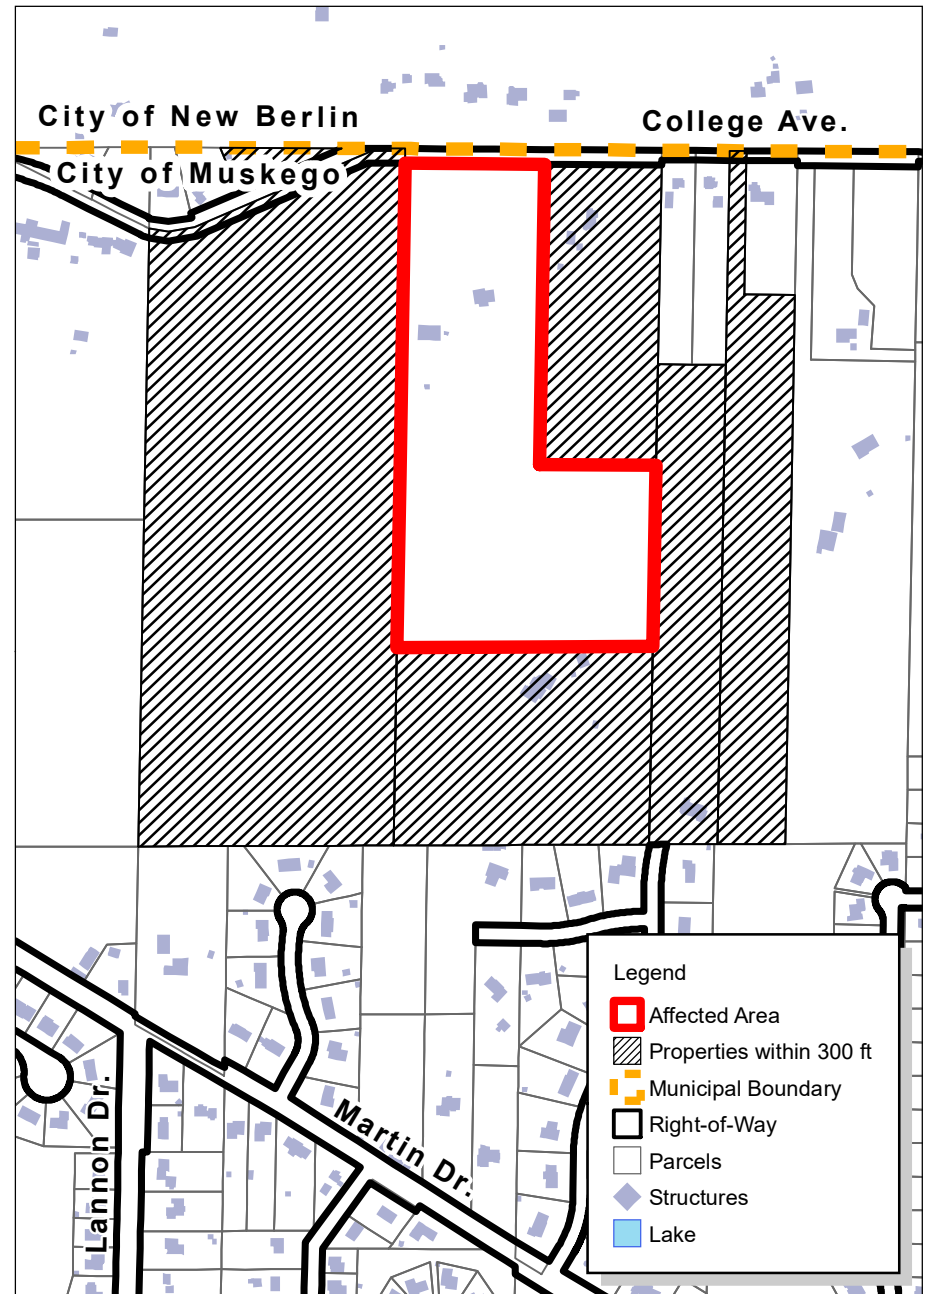 City of New Berlin
College Ave.
City of Muskego
Lannon Dr.
Martin Dr.
Legend
Affected Area
Properties within 300 ft
Municipal Boundary
Right-of-Way
Parcels
Structures
Lake